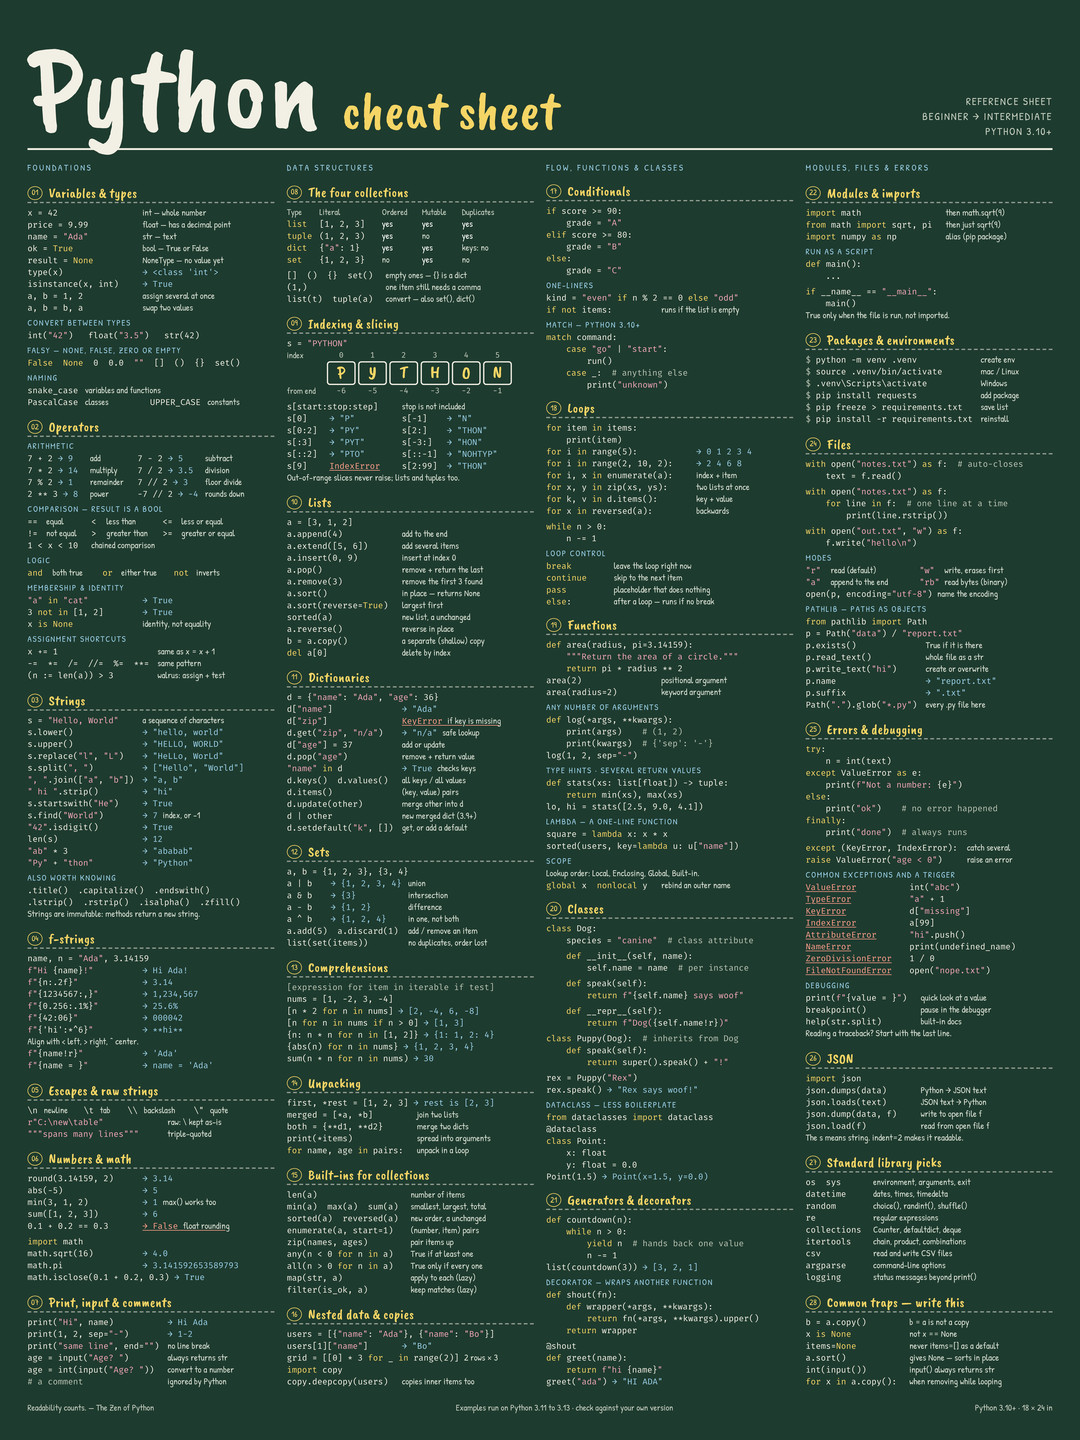 Python cheat sheet
REFERENCE SHEET
BEGINNER → INTERMEDIATE
PYTHON 3.10+
FOUNDATIONS
01 Variables & types
x = 42 int — whole number
price = 9.99 float — has a decimal point
name = "Ada" str — text
ok = True bool — True or False
result = None NoneType — no value yet
type(x) → <class 'int'>
isinstance(x, int) → True
a, b = 1, 2 assign several at once
a, b = b, a swap two values
CONVERT BETWEEN TYPES
int("42") float("3.5") str(42)
FALSY — NONE, FALSE, ZERO OR EMPTY
False None 0 0.0 "" [] () {} set()
NAMING
snake_case variables and functions
PascalCase classes UPPER_CASE constants
02 Operators
ARITHMETIC
7 + 2 → 9 add 7 - 2 → 5 subtract
7 * 2 → 14 multiply 7 / 2 → 3.5 division
7 % 2 → 1 remainder 7 // 2 → 3 floor divide
2 ** 3 → 8 power -7 // 2 → -4 rounds down
COMPARISON — RESULT IS A BOOL
== equal < less than <= less or equal
!= not equal > greater than >= greater or equal
1 < x < 10 chained comparison
LOGIC
and both true or either true not inverts
MEMBERSHIP & IDENTITY
"a" in "cat" → True
3 not in [1, 2] → True
x is None identity, not equality
ASSIGNMENT SHORTCUTS
x += 1 same as x = x + 1
-= *= /= //= %= **= same pattern
(n := len(a)) > 3 walrus: assign + test
03 Strings
s = "Hello, World" a sequence of characters
s.lower() → "hello, world"
s.upper() → "HELLO, WORLD"
s.replace("l", "L") → "HeLLo, WorLd"
s.split(", ") → ["Hello", "World"]
", ".join(["a", "b"]) → "a, b"
" hi ".strip() → "hi"
s.startswith("He") → True
s.find("World") → 7 index, or -1
"42".isdigit() → True
len(s) → 12
"ab" * 3 → "ababab"
"Py" + "thon" → "Python"
ALSO WORTH KNOWING
.title() .capitalize() .endswith()
.lstrip() .rstrip() .isalpha() .zfill()
Strings are immutable: methods return a new string.
04 f-strings
name, n = "Ada", 3.14159
f"Hi {name}!" → Hi Ada!
f"{n:.2f}" → 3.14
f"{1234567:,}" → 1,234,567
f"{0.256:.1%}" → 25.6%
f"{42:06}" → 000042
f"{'hi':*^6}" → **hi**
Align with < left, > right, ^ center.
f"{name!r}" → 'Ada'
f"{name = }" → name = 'Ada'
05 Escapes & raw strings
\n newline \t tab \\ backslash \" quote
r"C:\new\table" raw: \ kept as-is
"""spans many lines""" triple-quoted
06 Numbers & math
round(3.14159, 2) → 3.14
abs(-5) → 5
min(3, 1, 2) → 1 max() works too
sum([1, 2, 3]) → 6
0.1 + 0.2 == 0.3 → False float rounding
import math
math.sqrt(16) → 4.0
math.pi → 3.141592653589793
math.isclose(0.1 + 0.2, 0.3) → True
07 Print, input & comments
print("Hi", name) → Hi Ada
print(1, 2, sep="-") → 1-2
print("same line", end="") no line break
age = input("Age? ") always returns str
age = int(input("Age? ")) convert to a number
# a comment ignored by Python
DATA STRUCTURES
08 The four collections
Type Literal Ordered Mutable Duplicates
list [1, 2, 3] yes yes yes
tuple (1, 2, 3) yes no yes
dict {"a": 1} yes yes keys: no
set {1, 2, 3} no yes no
[] () {} set() empty ones — {} is a dict
(1,) one item still needs a comma
list(t) tuple(a) convert — also set(), dict()
09 Indexing & slicing
s = "PYTHON"
index 0 1 2 3 4 5
P Y T H O N
from end -6 -5 -4 -3 -2 -1
s[start:stop:step] stop is not included
s[0] → "P" s[-1] → "N"
s[0:2] → "PY" s[2:] → "THON"
s[:3] → "PYT" s[-3:] → "HON"
s[::2] → "PTO" s[::-1] → "NOHTYP"
s[9] IndexError s[2:99] → "THON"
Out-of-range slices never raise; lists and tuples too.
10 Lists
a = [3, 1, 2]
a.append(4) add to the end
a.extend([5, 6]) add several items
a.insert(0, 9) insert at index 0
a.pop() remove + return the last
a.remove(3) remove the first 3 found
a.sort() in place — returns None
a.sort(reverse=True) largest first
sorted(a) new list, a unchanged
a.reverse() reverse in place
b = a.copy() a separate (shallow) copy
del a[0] delete by index
11 Dictionaries
d = {"name": "Ada", "age": 36}
d["name"] → "Ada"
d["zip"] KeyError if key is missing
d.get("zip", "n/a") → "n/a" safe lookup
d["age"] = 37 add or update
d.pop("age") remove + return value
"name" in d → True checks keys
d.keys() d.values() all keys / all values
d.items() (key, value) pairs
d.update(other) merge other into d
d | other new merged dict (3.9+)
d.setdefault("k", []) get, or add a default
12 Sets
a, b = {1, 2, 3}, {3, 4}
a | b → {1, 2, 3, 4} union
a & b → {3} intersection
a - b → {1, 2} difference
a ^ b → {1, 2, 4} in one, not both
a.add(5) a.discard(1) add / remove an item
list(set(items)) no duplicates, order lost
13 Comprehensions
[expression for item in iterable if test]
nums = [1, -2, 3, -4]
[n * 2 for n in nums] → [2, -4, 6, -8]
[n for n in nums if n > 0] → [1, 3]
{n: n * n for n in [1, 2]} → {1: 1, 2: 4}
{abs(n) for n in nums} → {1, 2, 3, 4}
sum(n * n for n in nums) → 30
14 Unpacking
first, *rest = [1, 2, 3] → rest is [2, 3]
merged = [*a, *b] join two lists
both = {**d1, **d2} merge two dicts
print(*items) spread into arguments
for name, age in pairs: unpack in a loop
15 Built-ins for collections
len(a) number of items
min(a) max(a) sum(a) smallest, largest, total
sorted(a) reversed(a) new order, a unchanged
enumerate(a, start=1) (number, item) pairs
zip(names, ages) pair items up
any(n < 0 for n in a) True if at least one
all(n > 0 for n in a) True only if every one
map(str, a) apply to each (lazy)
filter(is_ok, a) keep matches (lazy)
16 Nested data & copies
users = [{"name": "Ada"}, {"name": "Bo"}]
users[1]["name"] → "Bo"
grid = [[0] * 3 for _ in range(2)] 2 rows × 3
import copy
copy.deepcopy(users) copies inner items too
FLOW, FUNCTIONS & CLASSES
17 Conditionals
if score >= 90:
grade = "A"
elif score >= 80:
grade = "B"
else:
grade = "C"
ONE-LINERS
kind = "even" if n % 2 == 0 else "odd"
if not items: runs if the list is empty
MATCH — PYTHON 3.10+
match command:
case "go" | "start":
run()
case _: # anything else
print("unknown")
18 Loops
for item in items:
print(item)
for i in range(5): → 0 1 2 3 4
for i in range(2, 10, 2): → 2 4 6 8
for i, x in enumerate(a): index + item
for x, y in zip(xs, ys): two lists at once
for k, v in d.items(): key + value
for x in reversed(a): backwards
while n > 0:
n -= 1
LOOP CONTROL
break leave the loop right now
continue skip to the next item
pass placeholder that does nothing
else: after a loop — runs if no break
19 Functions
def area(radius, pi=3.14159):
"""Return the area of a circle."""
return pi * radius ** 2
area(2) positional argument
area(radius=2) keyword argument
ANY NUMBER OF ARGUMENTS
def log(*args, **kwargs):
print(args) # (1, 2)
print(kwargs) # {'sep': '-'}
log(1, 2, sep="-")
TYPE HINTS · SEVERAL RETURN VALUES
def stats(xs: list[float]) -> tuple:
return min(xs), max(xs)
lo, hi = stats([2.5, 9.0, 4.1])
LAMBDA — A ONE-LINE FUNCTION
square = lambda x: x * x
sorted(users, key=lambda u: u["name"])
SCOPE
Lookup order: Local, Enclosing, Global, Built-in.
global x nonlocal y rebind an outer name
20 Classes
class Dog:
species = "canine" # class attribute
def __init__(self, name):
self.name = name # per instance
def speak(self):
return f"{self.name} says woof"
def __repr__(self):
return f"Dog({self.name!r})"
class Puppy(Dog): # inherits from Dog
def speak(self):
return super().speak() + "!"
rex = Puppy("Rex")
rex.speak() → "Rex says woof!"
DATACLASS — LESS BOILERPLATE
from dataclasses import dataclass
@dataclass
class Point:
x: float
y: float = 0.0
Point(1.5) → Point(x=1.5, y=0.0)
21 Generators & decorators
def countdown(n):
while n > 0:
yield n # hands back one value
n -= 1
list(countdown(3)) → [3, 2, 1]
DECORATOR — WRAPS ANOTHER FUNCTION
def shout(fn):
def wrapper(*args, **kwargs):
return fn(*args, **kwargs).upper()
return wrapper
@shout
def greet(name):
return f"hi {name}"
greet("ada") → "HI ADA"
MODULES, FILES & ERRORS
22 Modules & imports
import math then math.sqrt(9)
from math import sqrt, pi then just sqrt(9)
import numpy as np alias (pip package)
RUN AS A SCRIPT
def main():
...
if __name__ == "__main__":
main()
True only when the file is run, not imported.
23 Packages & environments
$ python -m venv .venv create env
$ source .venv/bin/activate mac / Linux
$ .venv\Scripts\activate Windows
$ pip install requests add package
$ pip freeze > requirements.txt save list
$ pip install -r requirements.txt reinstall
24 Files
with open("notes.txt") as f: # auto-closes
text = f.read()
with open("notes.txt") as f:
for line in f: # one line at a time
print(line.rstrip())
with open("out.txt", "w") as f:
f.write("hello\n")
MODES
"r" read (default) "w" write, erases first
"a" append to the end "rb" read bytes (binary)
open(p, encoding="utf-8") name the encoding
PATHLIB — PATHS AS OBJECTS
from pathlib import Path
p = Path("data") / "report.txt"
p.exists() True if it is there
p.read_text() whole file as a str
p.write_text("hi") create or overwrite
p.name → "report.txt"
p.suffix → ".txt"
Path(".").glob("*.py") every .py file here
25 Errors & debugging
try:
n = int(text)
except ValueError as e:
print(f"Not a number: {e}")
else:
print("ok") # no error happened
finally:
print("done") # always runs
except (KeyError, IndexError): catch several
raise ValueError("age < 0") raise an error
COMMON EXCEPTIONS AND A TRIGGER
ValueError int("abc")
TypeError "a" + 1
KeyError d["missing"]
IndexError a[99]
AttributeError "hi".push()
NameError print(undefined_name)
ZeroDivisionError 1 / 0
FileNotFoundError open("nope.txt")
DEBUGGING
print(f"{value = }") quick look at a value
breakpoint() pause in the debugger
help(str.split) built-in docs
Reading a traceback? Start with the last line.
26 JSON
import json
json.dumps(data) Python → JSON text
json.loads(text) JSON text → Python
json.dump(data, f) write to open file f
json.load(f) read from open file f
The s means string. indent=2 makes it readable.
27 Standard library picks
os sys environment, arguments, exit
datetime dates, times, timedelta
random choice(), randint(), shuffle()
re regular expressions
collections Counter, defaultdict, deque
itertools chain, product, combinations
csv read and write CSV files
argparse command-line options
logging status messages beyond print()
28 Common traps — write this
b = a.copy() b = a is not a copy
x is None not x == None
items=None never items=[] as a default
a.sort() gives None — sorts in place
int(input()) input() always returns str
for x in a.copy(): when removing while looping
Readability counts. — The Zen of Python
Examples run on Python 3.11 to 3.13 · check against your own version
Python 3.10+ · 18 × 24 in